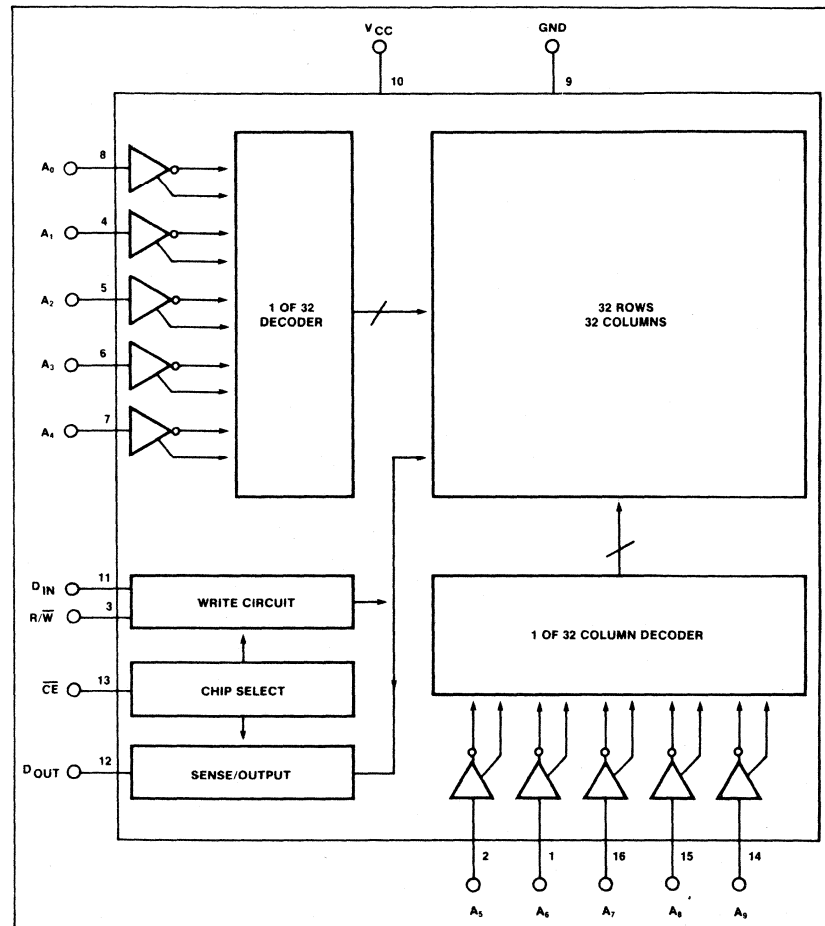 VCC
GND
10
9
A0
8
A1
4
A2
5
A3
6
A4
7
1 OF 32
DECODER
32 ROWS
32 COLUMNS
DIN
11
R/W̅
3
WRITE CIRCUIT
C̅E̅
13
CHIP SELECT
DOUT
12
SENSE/OUTPUT
1 OF 32 COLUMN DECODER
2
1
16
15
14
A5
A6
A7
A8
A9